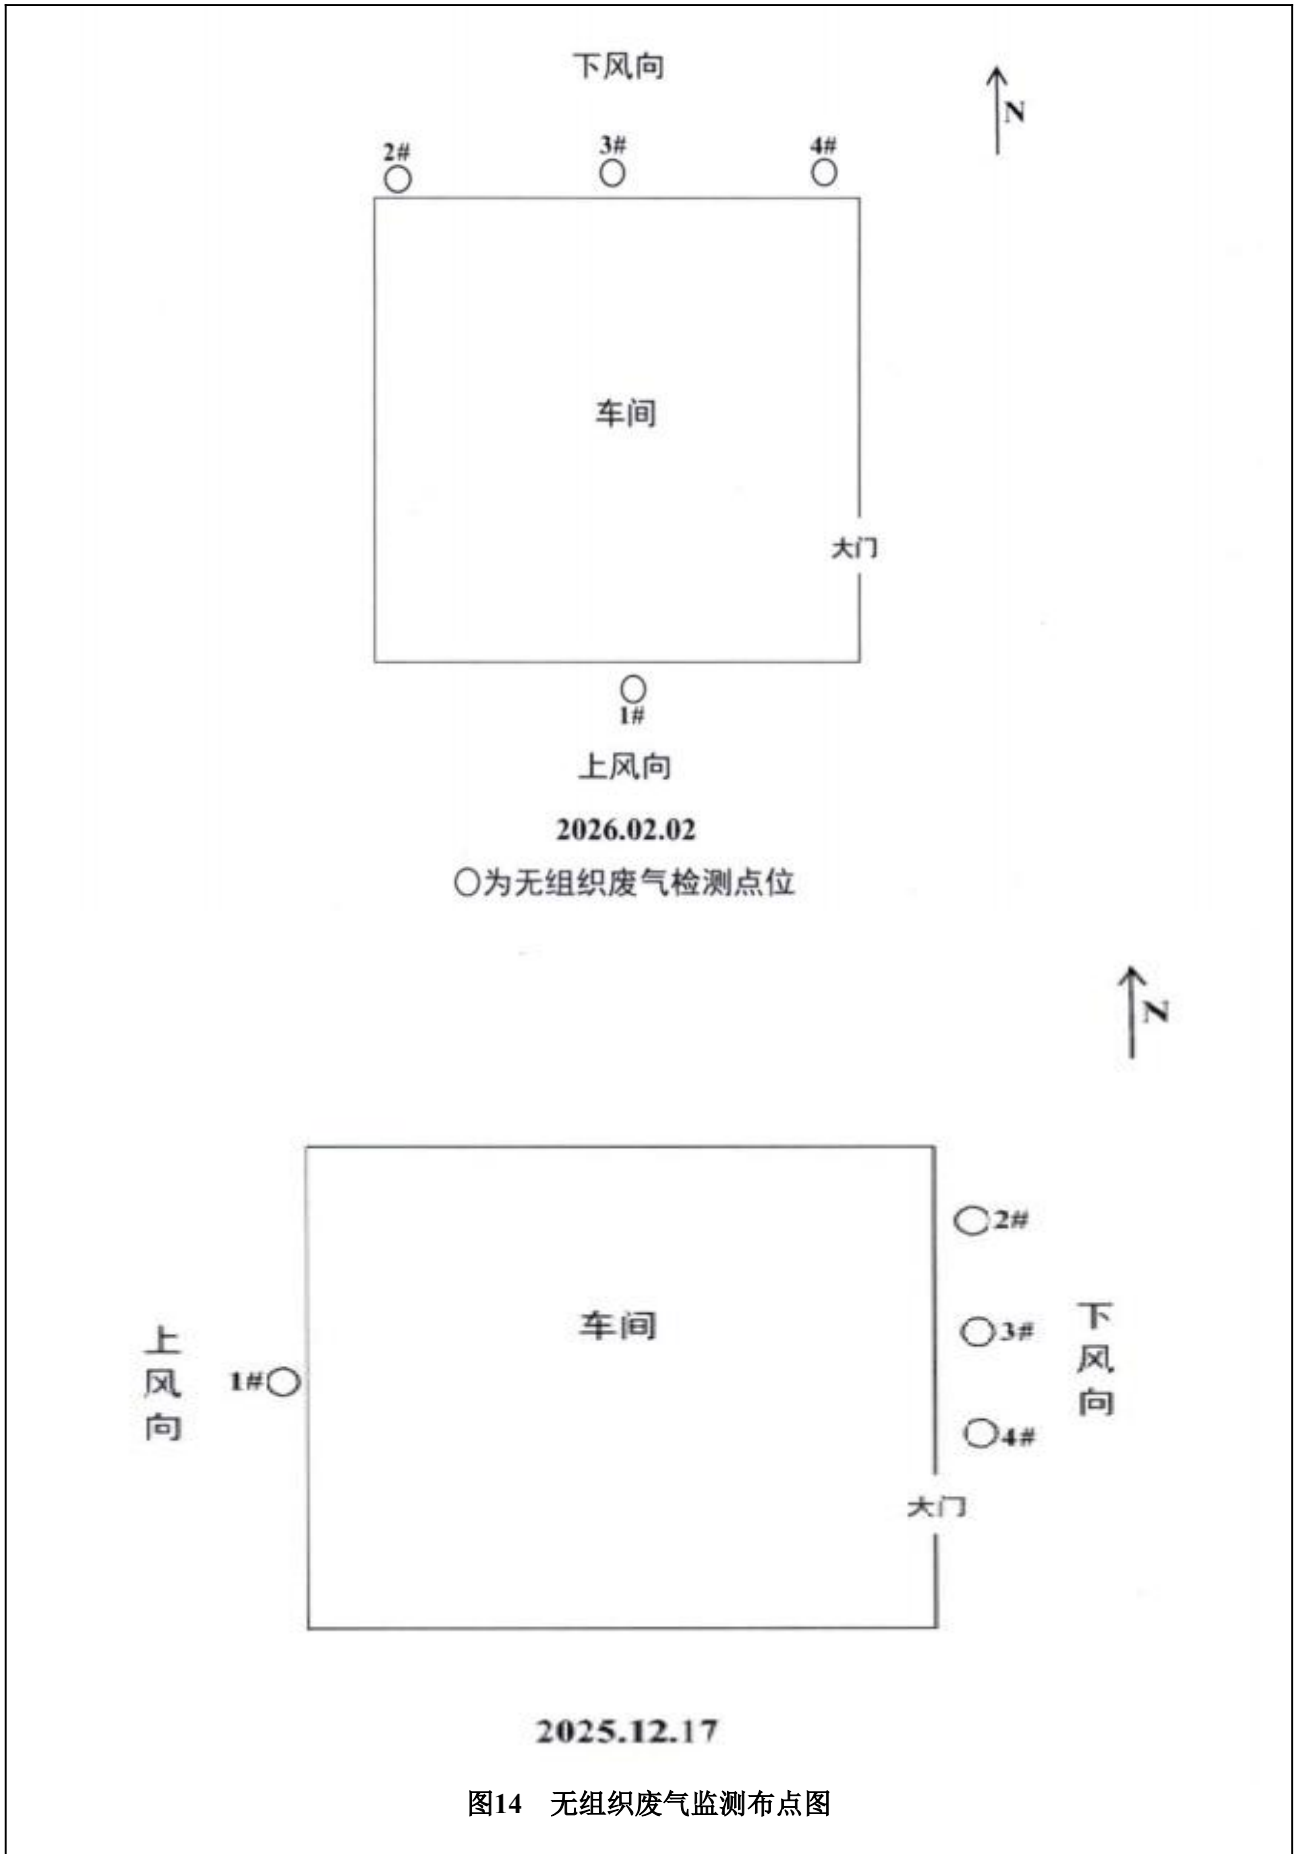 下风向
N
2#
3#
4#
车间
大门
1#
上风向
2026.02.02
○为无组织废气检测点位
N
2#
车间
上风向
1#
3#
下风向
4#
大门
2025.12.17
图14 无组织废气监测布点图